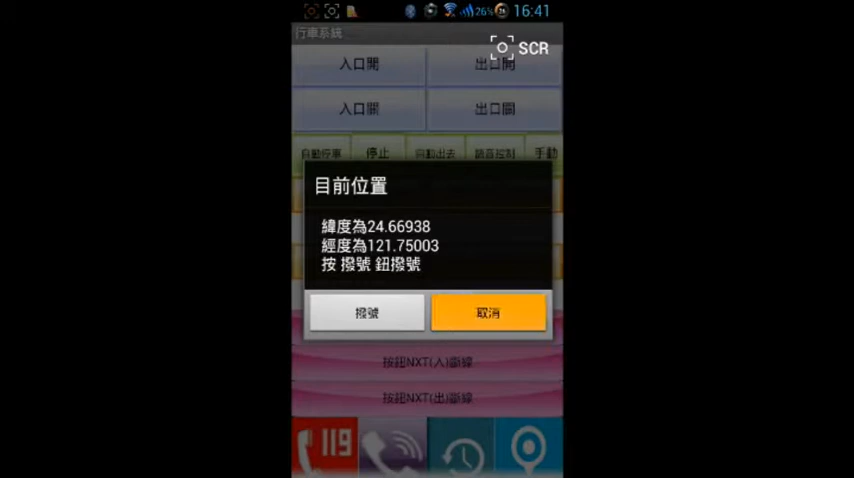 26% 16:41
行車系統
SCR
入口開 出口開
入口關 出口關
自動停車 停止 自動出去 語音控制 手動
目前位置
緯度為24.66938
經度為121.75003
按 撥號 鈕撥號
撥號 取消
按鈕NXT(入)斷線
按鈕NXT(出)斷線
119